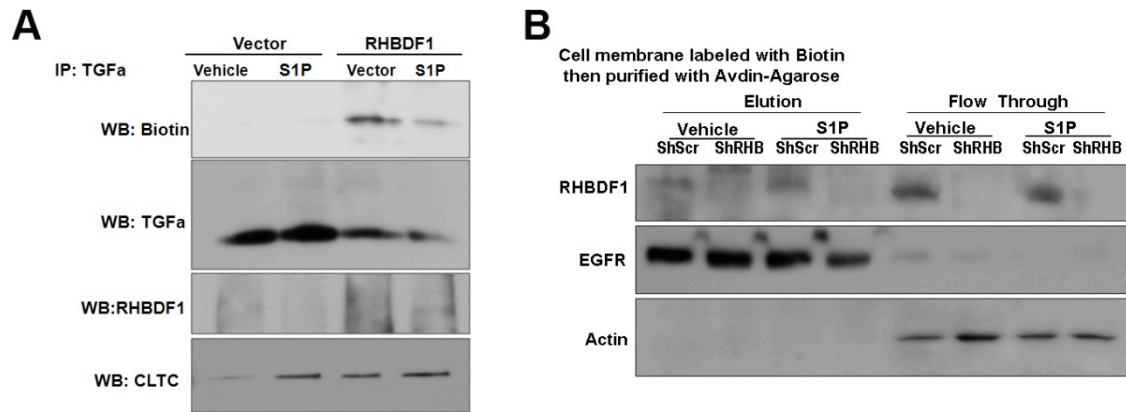 A
Vector RHBDF1
IP: TGFa Vehicle S1P Vector S1P
WB: Biotin
WB: TGFa
WB:RHBDF1
WB: CLTC
B
Cell membrane labeled with Biotin
then purified with Avdin-Agarose
Elution Flow Through
Vehicle S1P Vehicle S1P
ShScr ShRHB ShScr ShRHB ShScr ShRHB ShScr ShRHB
RHBDF1
EGFR
Actin